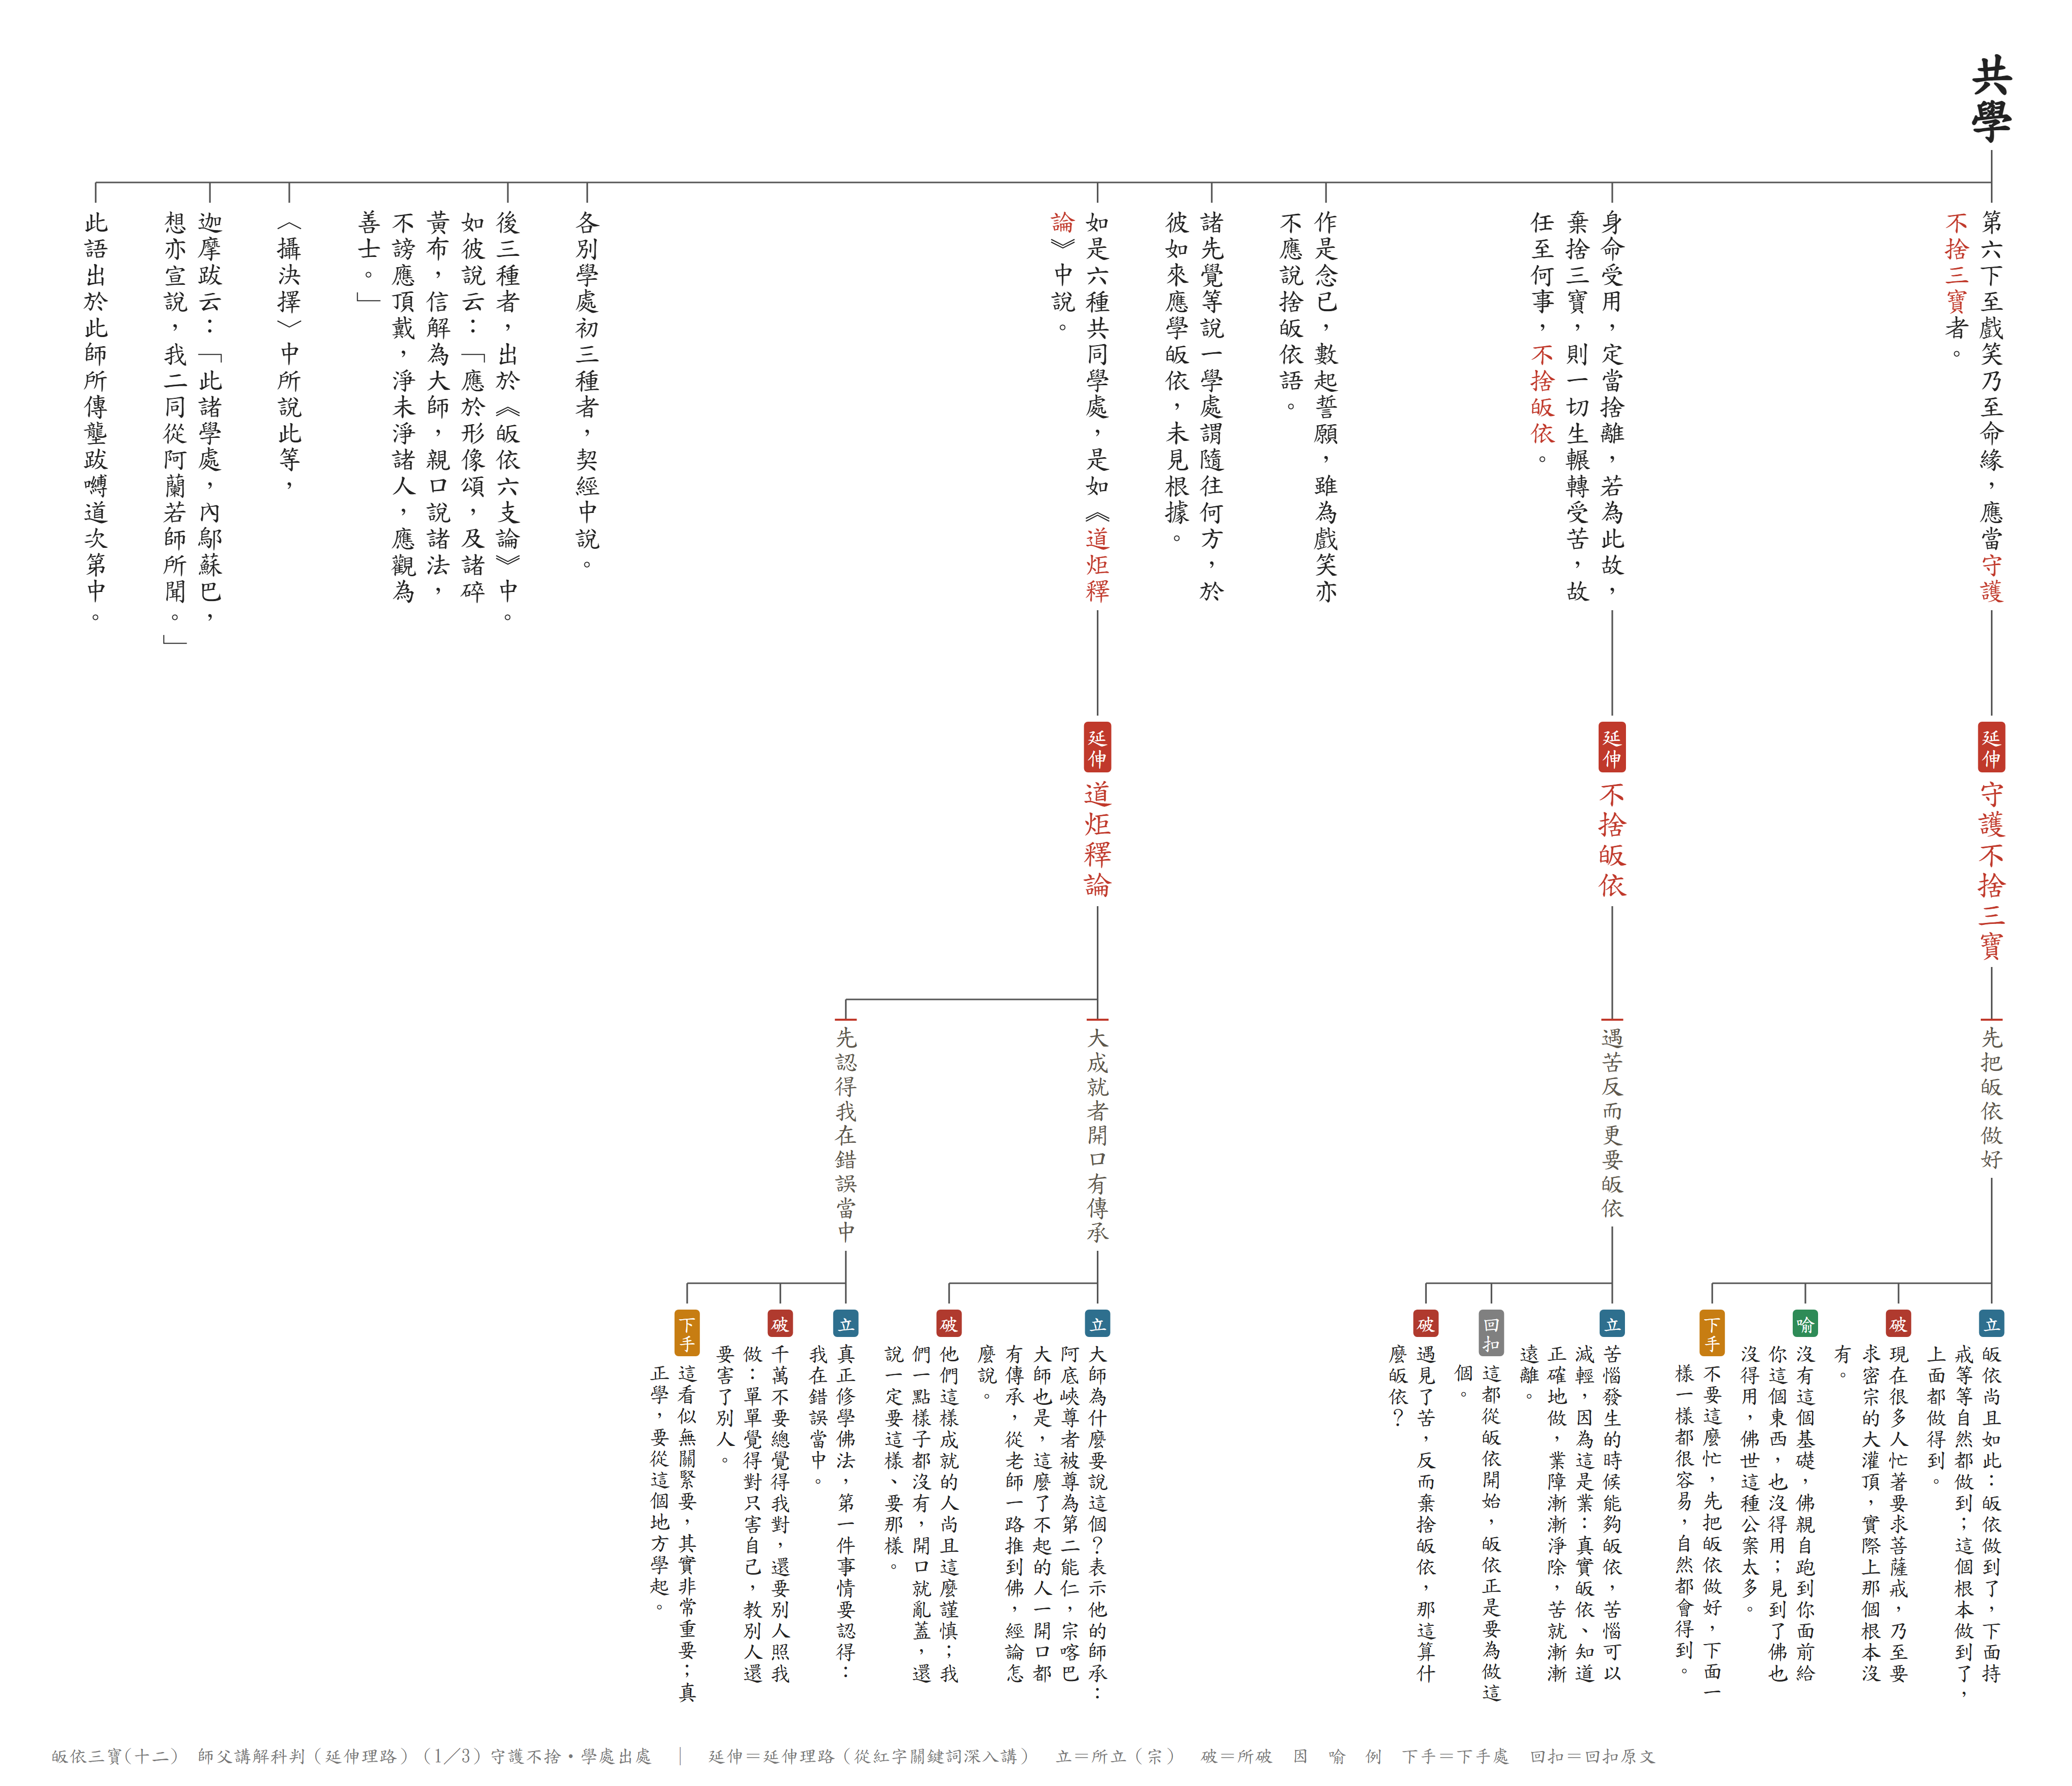 共學
第六下至戲笑乃至命緣，應當守護
不捨三寶者。
身命受用，定當捨離，若為此故，
棄捨三寶，則一切生輾轉受苦，故
任至何事，不捨皈依。
作是念已，數起誓願，雖為戲笑亦
不應說捨皈依語。
諸先覺等說一學處謂隨往何方，於
彼如來應學皈依，未見根據。
如是六種共同學處，是如《道炬釋
論》中說。
各別學處初三種者，契經中說。
後三種者，出於《皈依六支論》中。
如彼說云：「應於形像頌，及諸碎
黃布，信解為大師，親口說諸法，
不謗應頂戴，淨未淨諸人，應觀為
善士。」
〈攝決擇〉中所說此等，
迦摩跋云：「此諸學處，內鄔蘇巴，
想亦宣說，我二同從阿蘭若師所聞。」
此語出於此師所傳壟跋嚩道次第中。
延伸
守護不捨三寶
先把皈依做好
立
皈依尚且如此：皈依做到了，下面持
戒等等自然都做到；這個根本做到了，
上面都做得到。
破
現在很多人忙著要求菩薩戒，乃至要
求密宗的大灌頂，實際上那個根本沒
有。
喻
沒有這個基礎，佛親自跑到你面前給
你這個東西，也沒得用；見到了佛也
沒得用，佛世這種公案太多。
下手
不要這麼忙，先把皈依做好，下面一
樣一樣都很容易，自然都會得到。
延伸
不捨皈依
遇苦反而更要皈依
立
苦惱發生的時候能夠皈依，苦惱可以
減輕，因為這是業：真實皈依、知道
正確地做，業障漸漸淨除，苦就漸漸
遠離。
回扣
這都從皈依開始，皈依正是要為做這
個。
破
遇見了苦，反而棄捨皈依，那這算什
麼皈依？
延伸
道炬釋論
大成就者開口有傳承
立
大師為什麼要說這個？表示他的師承：
阿底峽尊者被尊為第二能仁，宗喀巴
大師也是，這麼了不起的人一開口都
有傳承，從老師一路推到佛，經論怎
麼說。
破
他們這樣成就的人尚且這麼謹慎；我
們一點樣子都沒有，開口就亂蓋，還
說一定要這樣、要那樣。
先認得我在錯誤當中
立
真正修學佛法，第一件事情要認得：
我在錯誤當中。
破
千萬不要總覺得我對，還要別人照我
做：單單覺得對只害自己，教別人還
要害了別人。
下手
這看似無關緊要，其實非常重要；真
正學，要從這個地方學起。
皈依三寶(十二)　師父講解科判（延伸理路）（1／3）守護不捨・學處出處　｜　延伸＝延伸理路（從紅字關鍵詞深入講）　立＝所立（宗）　破＝所破　因　喻　例　下手＝下手處　回扣＝回扣原文